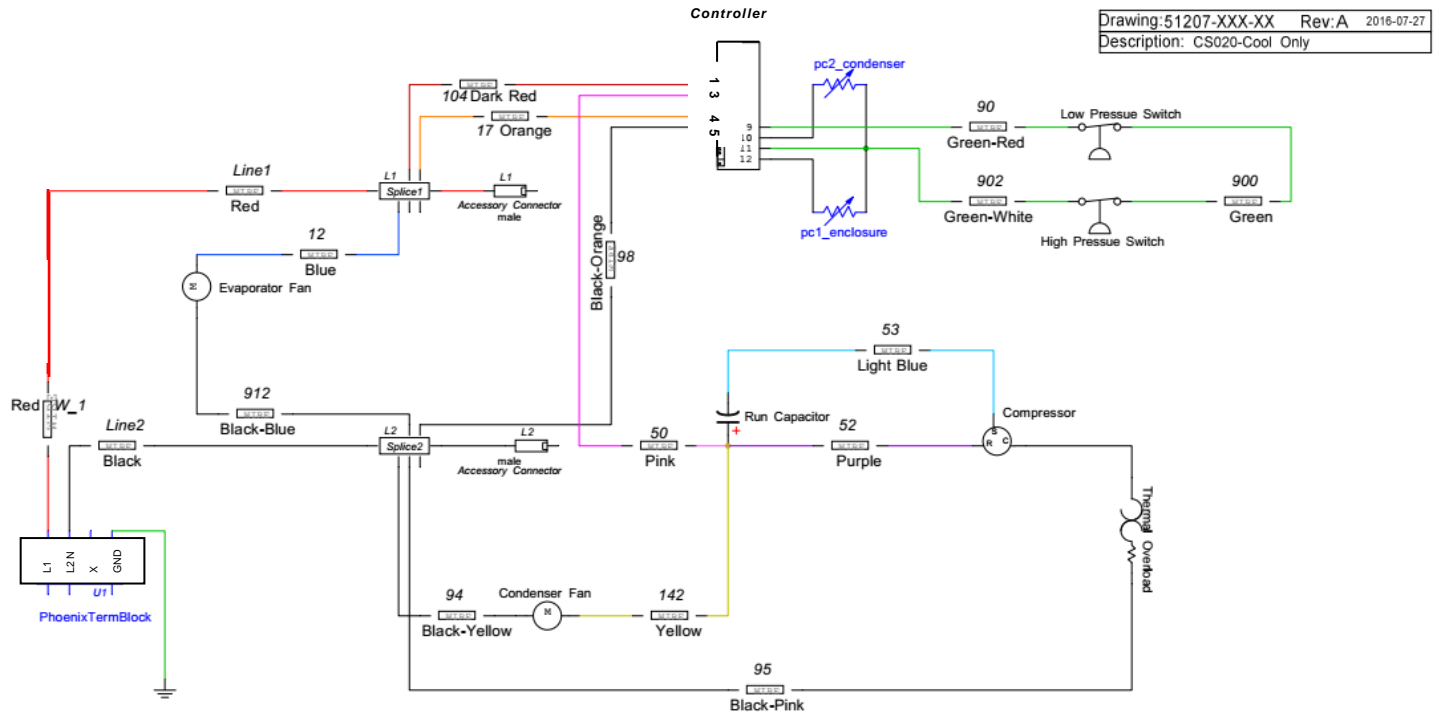 Controller
Drawing:51207-XXX-XX Rev:A 2016-07-27
Description: CS020-Cool Only
pc2_condenser
1
3
4
5
9
10
11
12
104 Dark Red
17 Orange
90
Green-Red
Low Pressue Switch
902
Green-White
High Pressue Switch
900
Green
pc1_enclosure
Line1
Red
L1
Splice1
L1
Accessory Connector
male
12
Blue
M
Evaporator Fan
Black-Orange
98
53
Light Blue
Red W_1
912
Black-Blue
Line2
Black
L2
Splice2
L2
male
Accessory Connector
50
Pink
Run Capacitor
+
52
Purple
Compressor
S
R
C
Thermal Overload
L1
L2 N
X
GND
U1
PhoenixTermBlock
94
Black-Yellow
Condenser Fan
M
142
Yellow
95
Black-Pink